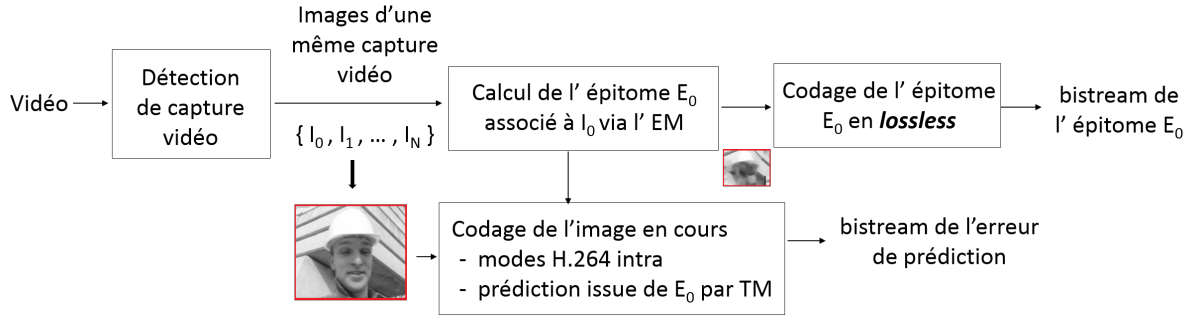 Vidéo
Détection
de capture
vidéo
Images d'une
même capture
vidéo
{ I0 , I1 , ... , IN }
Calcul de l' épitome E0
associé à I0 via l' EM
Codage de l' épitome
E0 en lossless
bistream de
l' épitome E0
Codage de l'image en cours
- modes H.264 intra
- prédiction issue de E0 par TM
bistream de l'erreur
de prédiction